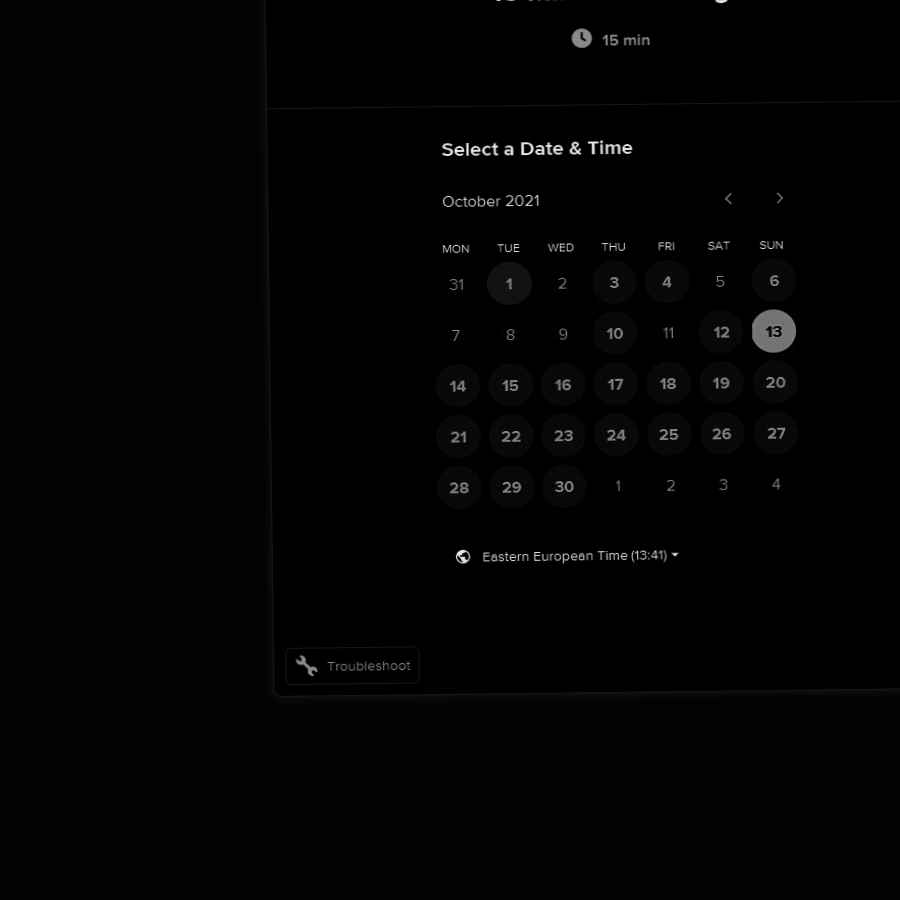 15 min
Select a Date & Time
October 2021
MON TUE WED THU FRI SAT SUN
31 1 2 3 4 5 6
7 8 9 10 11 12 13
14 15 16 17 18 19 20
21 22 23 24 25 26 27
28 29 30 1 2 3 4
Eastern European Time (13:41)
Troubleshoot